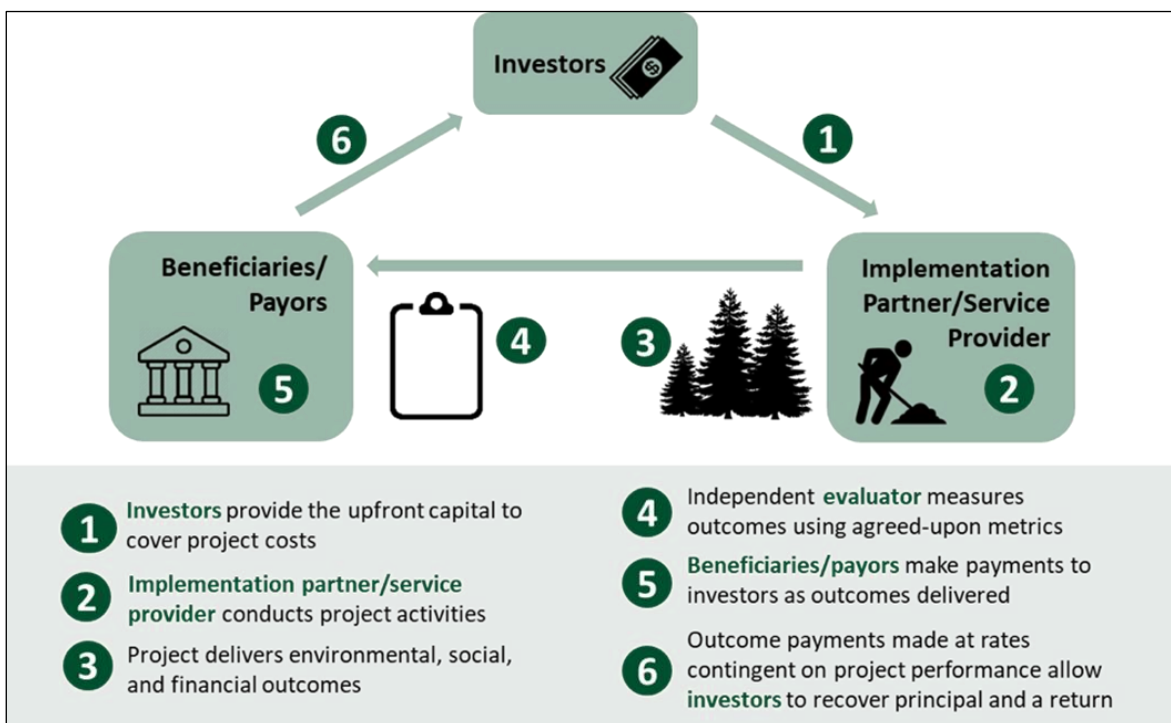 Investors
6
1
Beneficiaries/
Payors
Implementation
Partner/Service
Provider
4
3
5
2
1
Investors provide the upfront capital to
cover project costs
2
Implementation partner/service
provider conducts project activities
3
Project delivers environmental, social,
and financial outcomes
4
Independent evaluator measures
outcomes using agreed-upon metrics
5
Beneficiaries/payors make payments to
investors as outcomes delivered
6
Outcome payments made at rates
contingent on project performance allow
investors to recover principal and a return